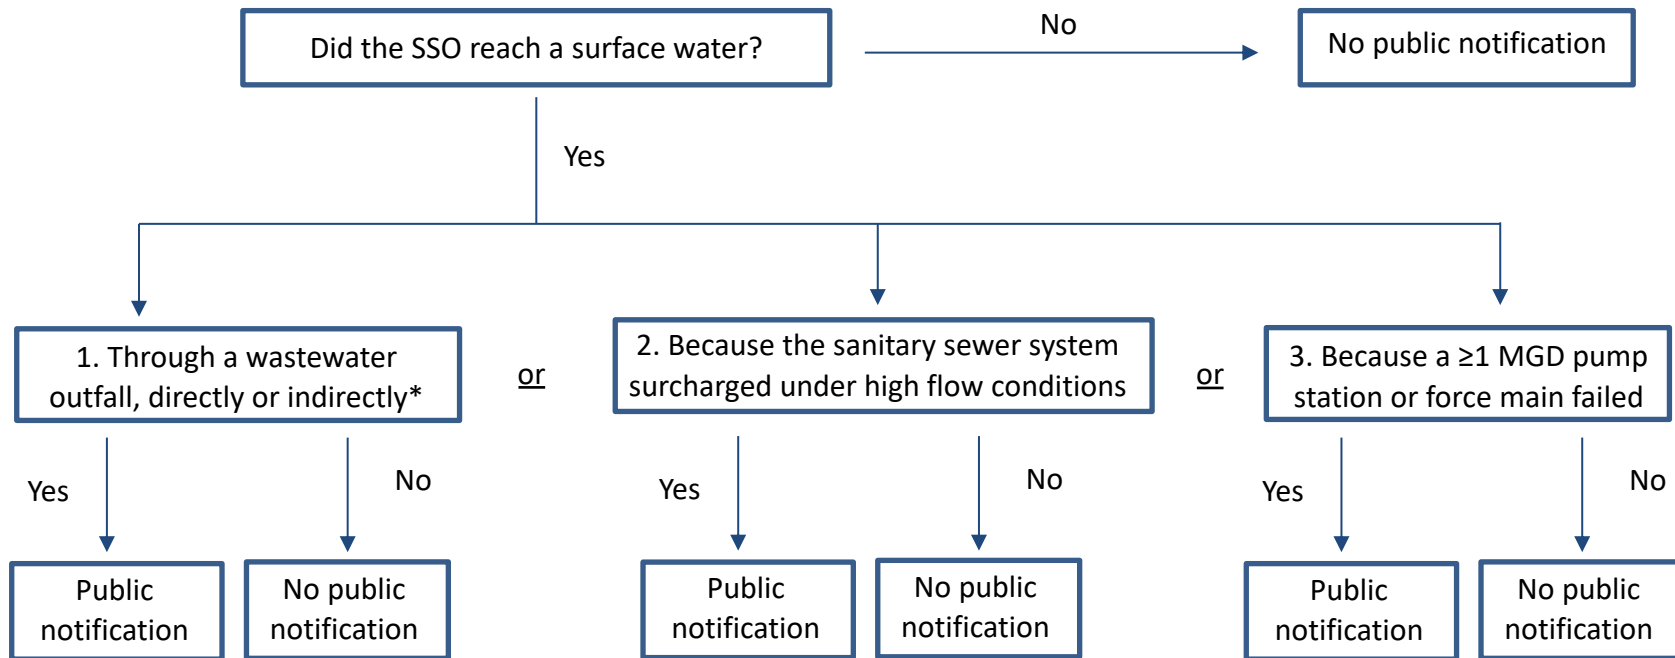 Did the SSO reach a surface water?
No
No public notification
Yes
1. Through a wastewater
outfall, directly or indirectly*
or
2. Because the sanitary sewer system
surcharged under high flow conditions
or
3. Because a ≥1 MGD pump
station or force main failed
Yes
No
Yes
No
Yes
No
Public
notification
No public
notification
Public
notification
No public
notification
Public
notification
No public
notification